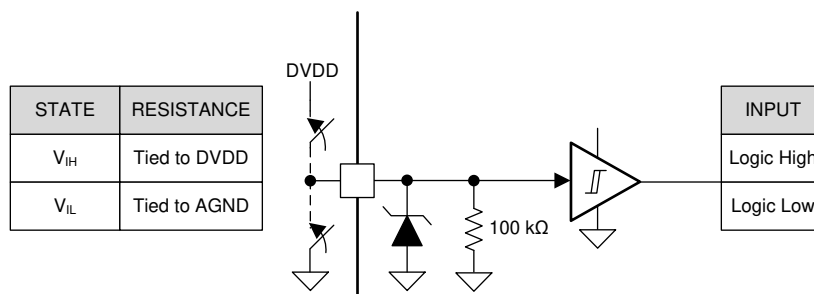 DVDD
STATE RESISTANCE
V_IH Tied to DVDD
V_IL Tied to AGND
100 kΩ
INPUT
Logic High
Logic Low